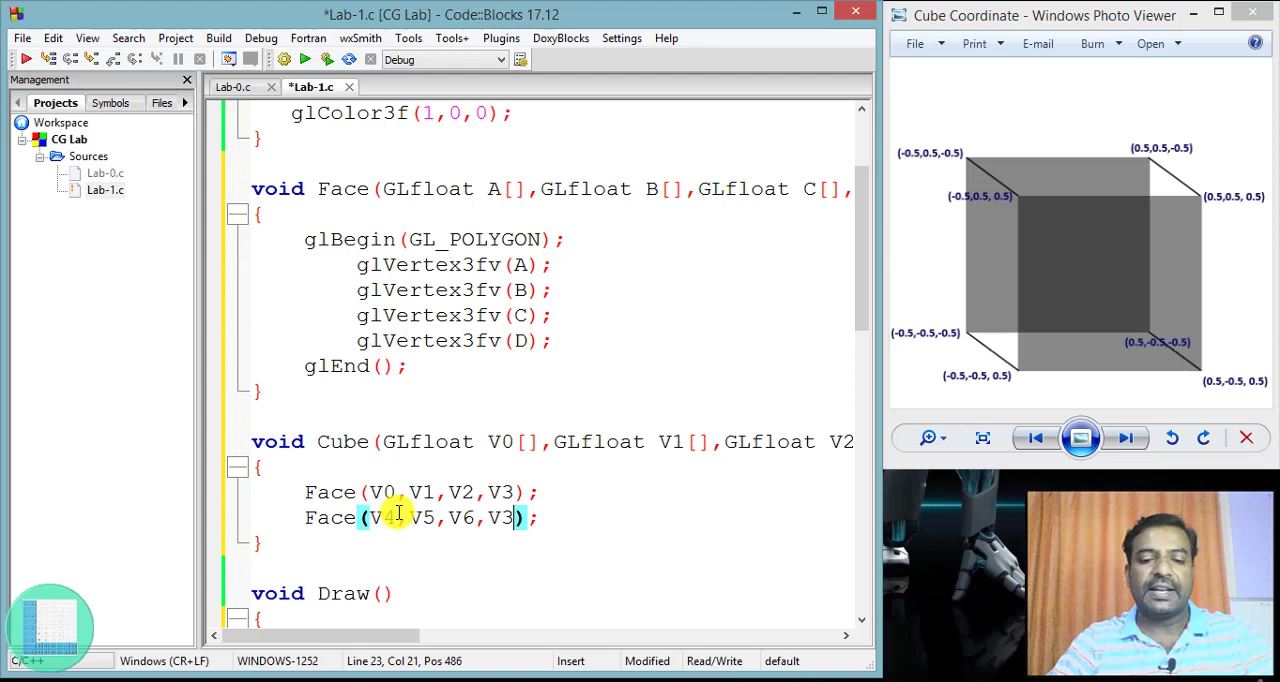 *Lab-1.c [CG Lab] - Code::Blocks 17.12
File Edit View Search Project Build Debug Fortran wxSmith Tools Tools+ Plugins DoxyBlocks Settings Help
Debug
Management
Projects Symbols Files
Workspace
CG Lab
Sources
Lab-0.c
Lab-1.c
Lab-0.c *Lab-1.c
glColor3f(1,0,0);
}
void Face(GLfloat A[],GLfloat B[],GLfloat C[],
{
glBegin(GL_POLYGON);
glVertex3fv(A);
glVertex3fv(B);
glVertex3fv(C);
glVertex3fv(D);
glEnd();
}
void Cube(GLfloat V0[],GLfloat V1[],GLfloat V2
{
Face(V0,V1,V2,V3);
Face(V4,V5,V6,V3);
}
void Draw()
{
C/C++ Windows (CR+LF) WINDOWS-1252 Line 23, Col 21, Pos 486 Insert Modified Read/Write default
Cube Coordinate - Windows Photo Viewer
File Print E-mail Burn Open
(-0.5,0.5,-0.5) (0.5,0.5,-0.5)
(-0.5,0.5, 0.5) (0.5,0.5, 0.5)
(-0.5,-0.5,-0.5) (0.5,-0.5,-0.5)
(-0.5,-0.5, 0.5) (0.5,-0.5, 0.5)